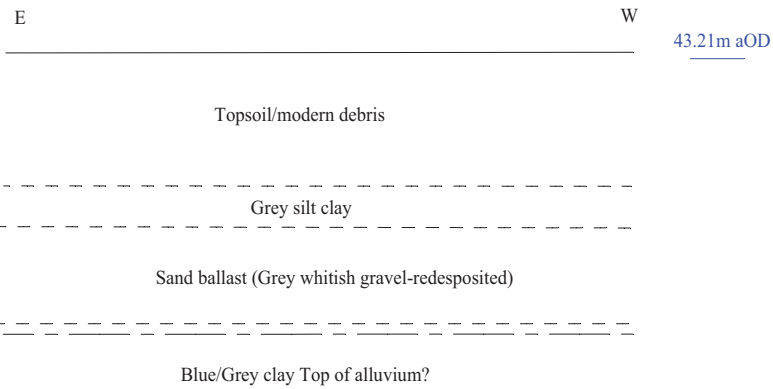 E
W
43.21m aOD
Topsoil/modern debris
Grey silt clay
Sand ballast (Grey whitish gravel-redesposited)
Blue/Grey clay Top of alluvium?